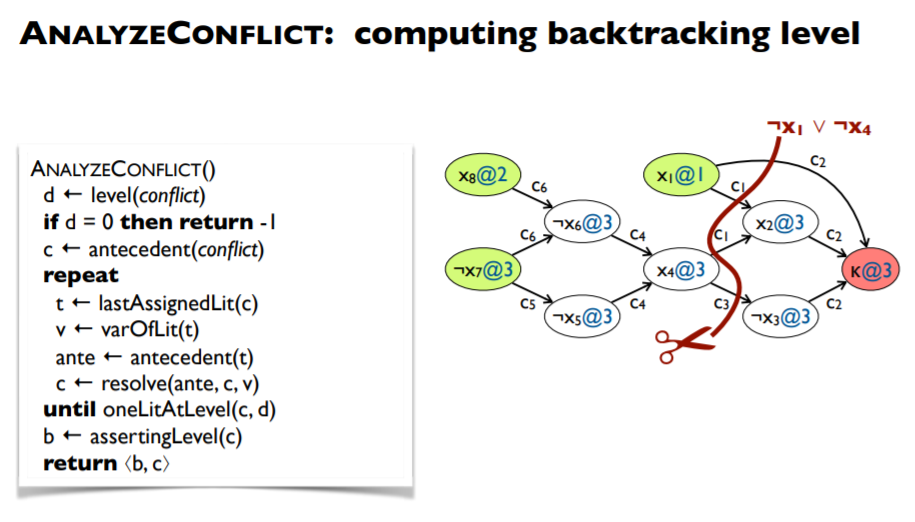 ANALYZECONFLICT: computing backtracking level
ANALYZECONFLICT()
d ← level(conflict)
if d = 0 then return -1
c ← antecedent(conflict)
repeat
t ← lastAssignedLit(c)
v ← varOfLit(t)
ante ← antecedent(t)
c ← resolve(ante, c, v)
until oneLitAtLevel(c, d)
b ← assertingLevel(c)
return ⟨b, c⟩
¬x₁ ∨ ¬x₄
c₂
x₈@2
x₁@1
c₆
c₁
¬x₆@3
x₂@3
c₆
c₄
c₁
c₂
¬x₇@3
x₄@3
κ@3
c₅
c₄
c₃
c₂
¬x₅@3
¬x₃@3